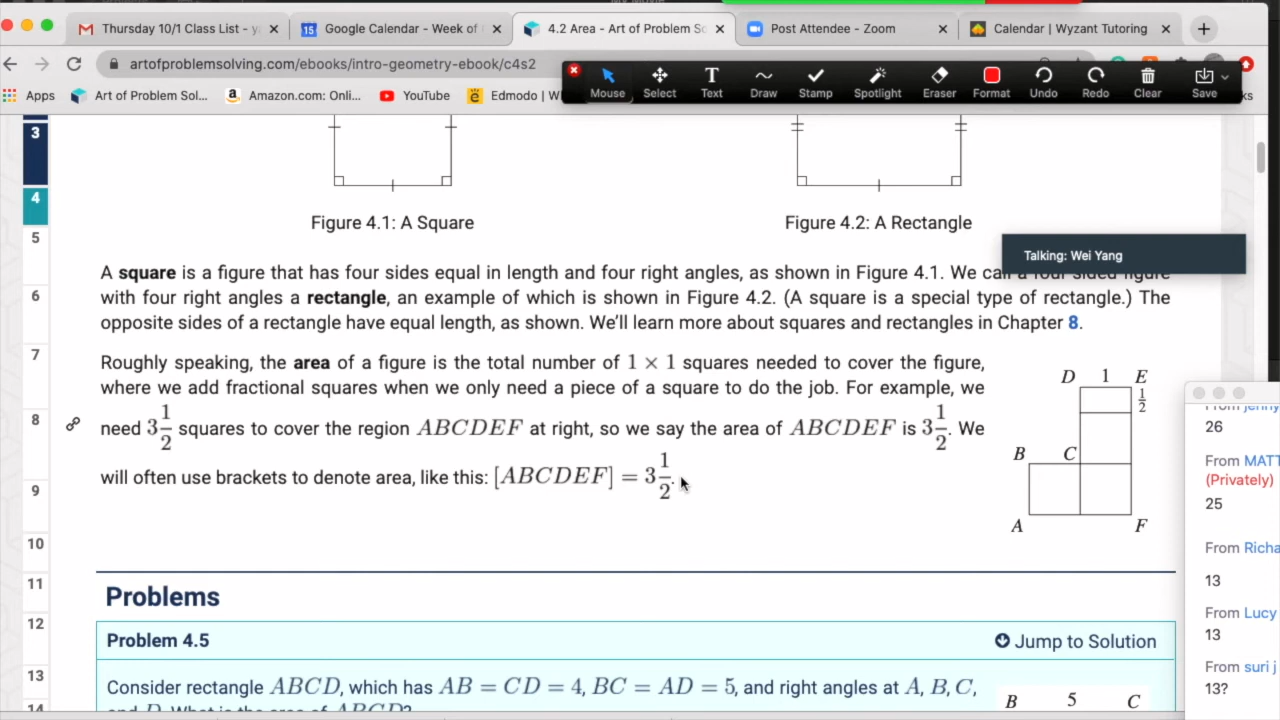 Thursday 10/1 Class List - y
Google Calendar - Week of
4.2 Area - Art of Problem So
Post Attendee - Zoom
Calendar | Wyzant Tutoring
artofproblemsolving.com/ebooks/intro-geometry-ebook/c4s2
Mouse Select Text Draw Stamp Spotlight Eraser Format Undo Redo Clear Save
Apps Art of Problem Sol... Amazon.com: Onli... YouTube Edmodo | W ks
3
4
5
6
7
8
9
10
11
12
13
14
Figure 4.1: A Square
Figure 4.2: A Rectangle
Talking: Wei Yang
A square is a figure that has four sides equal in length and four right angles, as shown in Figure 4.1. We call a four sided figure
with four right angles a rectangle, an example of which is shown in Figure 4.2. (A square is a special type of rectangle.) The
opposite sides of a rectangle have equal length, as shown. We'll learn more about squares and rectangles in Chapter 8.
Roughly speaking, the area of a figure is the total number of 1 × 1 squares needed to cover the figure,
where we add fractional squares when we only need a piece of a square to do the job. For example, we
need 3 1/2 squares to cover the region ABCDEF at right, so we say the area of ABCDEF is 3 1/2. We
will often use brackets to denote area, like this: [ABCDEF] = 3 1/2.
D 1 E
1/2
B C
A F
26
From MATT
(Privately)
25
From Richa
13
From Lucy
13
From suri j
13?
Problems
Problem 4.5
Jump to Solution
Consider rectangle ABCD, which has AB = CD = 4, BC = AD = 5, and right angles at A, B, C,
and D. What is the area of ABCD?
B 5 C